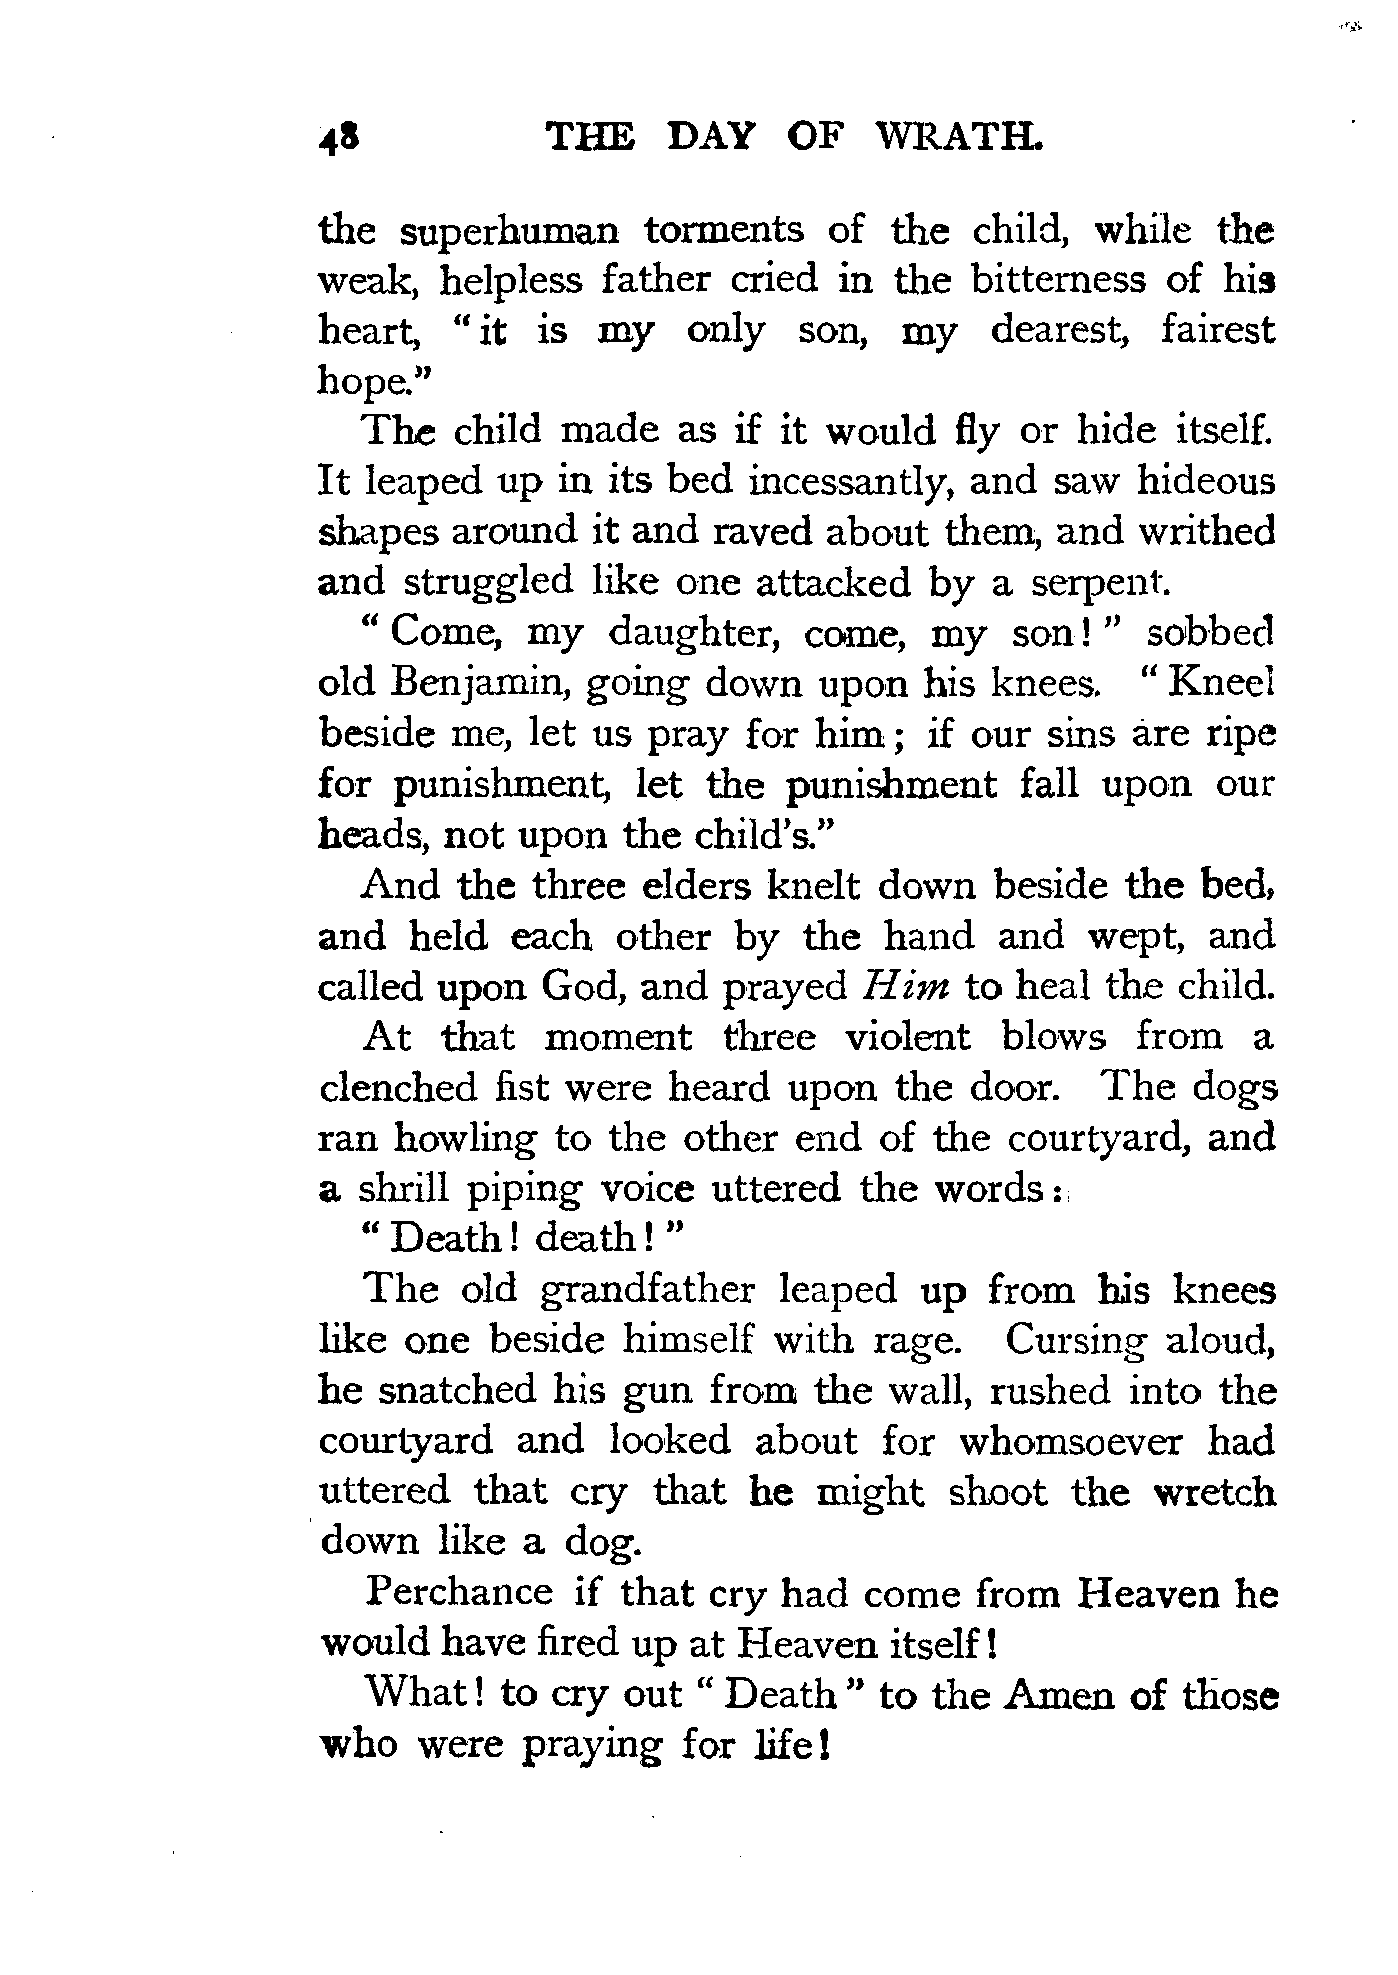 48 THE DAY OF WRATH.
the superhuman torments of the child, while the
weak, helpless father cried in the bitterness of his
heart, "it is my only son, my dearest, fairest
hope."
The child made as if it would fly or hide itself.
It leaped up in its bed incessantly, and saw hideous
shapes around it and raved about them, and writhed
and struggled like one attacked by a serpent.
" Come, my daughter, come, my son! " sobbed
old Benjamin, going down upon his knees. " Kneel
beside me, let us pray for him; if our sins are ripe
for punishment, let the punishment fall upon our
heads, not upon the child's."
And the three elders knelt down beside the bed,
and held each other by the hand and wept, and
called upon God, and prayed Him to heal the child.
At that moment three violent blows from a
clenched fist were heard upon the door. The dogs
ran howling to the other end of the courtyard, and
a shrill piping voice uttered the words:
" Death! death! "
The old grandfather leaped up from his knees
like one beside himself with rage. Cursing aloud,
he snatched his gun from the wall, rushed into the
courtyard and looked about for whomsoever had
uttered that cry that he might shoot the wretch
down like a dog.
Perchance if that cry had come from Heaven he
would have fired up at Heaven itself!
What! to cry out " Death " to the Amen of those
who were praying for life!